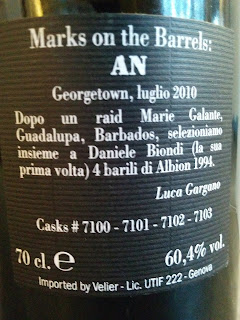 Marks on the Barrels:
AN
Georgetown, luglio 2010
Dopo un raid Marie Galante,
Guadalupa, Barbados, selezioniamo
insieme a Daniele Biondi (la sua
prima volta) 4 barili di Albion 1994.
Luca Gargano
Casks # 7100 - 7101 - 7102 - 7103
70 cl. e 60,4% vol.
Imported by Velier - Lic. UTIF 222 - Genova